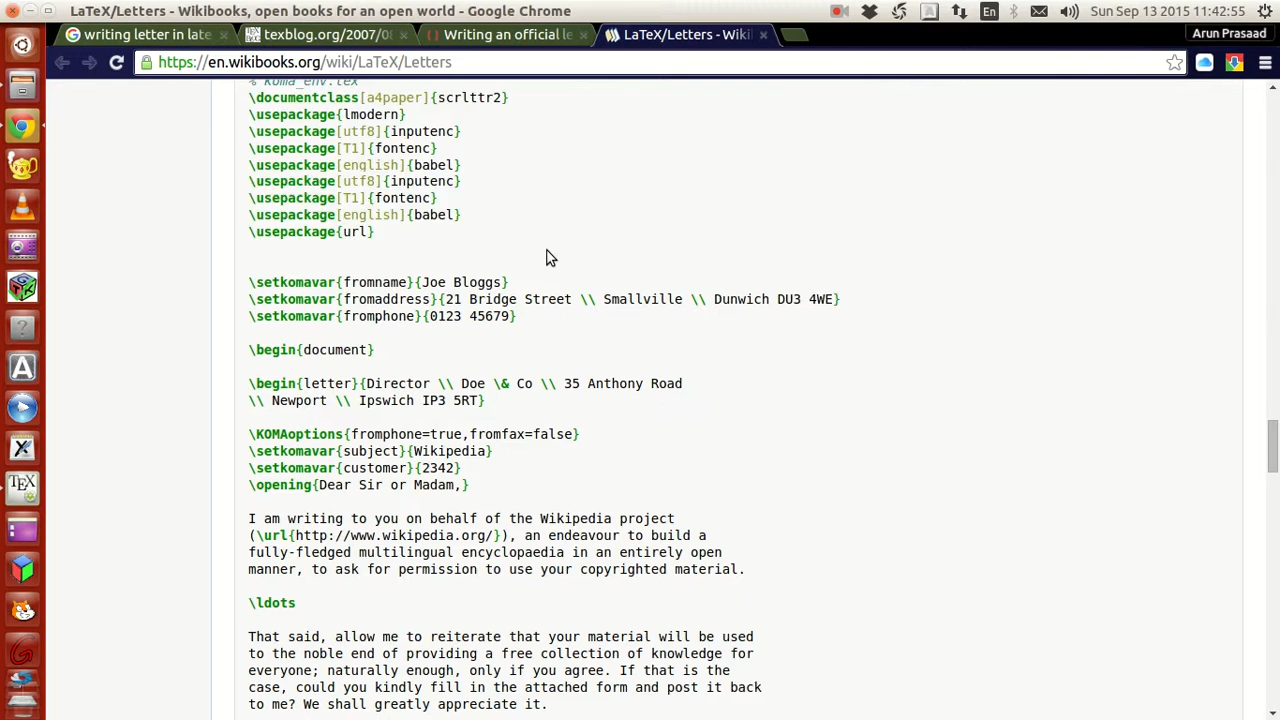 LaTeX/Letters - Wikibooks, open books for an open world - Google Chrome
En
Sun Sep 13 2015 11:42:55
writing letter in late
texblog.org/2007/0
Writing an official le
LaTeX/Letters - Wiki
Arun Prasaad
https://en.wikibooks.org/wiki/LaTeX/Letters
% Koma_env.tex
\documentclass[a4paper]{scrlttr2}
\usepackage{lmodern}
\usepackage[utf8]{inputenc}
\usepackage[T1]{fontenc}
\usepackage[english]{babel}
\usepackage[utf8]{inputenc}
\usepackage[T1]{fontenc}
\usepackage[english]{babel}
\usepackage{url}
\setkomavar{fromname}{Joe Bloggs}
\setkomavar{fromaddress}{21 Bridge Street \\ Smallville \\ Dunwich DU3 4WE}
\setkomavar{fromphone}{0123 45679}
\begin{document}
\begin{letter}{Director \\ Doe \& Co \\ 35 Anthony Road
\\ Newport \\ Ipswich IP3 5RT}
\KOMAoptions{fromphone=true,fromfax=false}
\setkomavar{subject}{Wikipedia}
\setkomavar{customer}{2342}
\opening{Dear Sir or Madam,}
I am writing to you on behalf of the Wikipedia project
(\url{http://www.wikipedia.org/}), an endeavour to build a
fully-fledged multilingual encyclopaedia in an entirely open
manner, to ask for permission to use your copyrighted material.
\ldots
That said, allow me to reiterate that your material will be used
to the noble end of providing a free collection of knowledge for
everyone; naturally enough, only if you agree. If that is the
case, could you kindly fill in the attached form and post it back
to me? We shall greatly appreciate it.